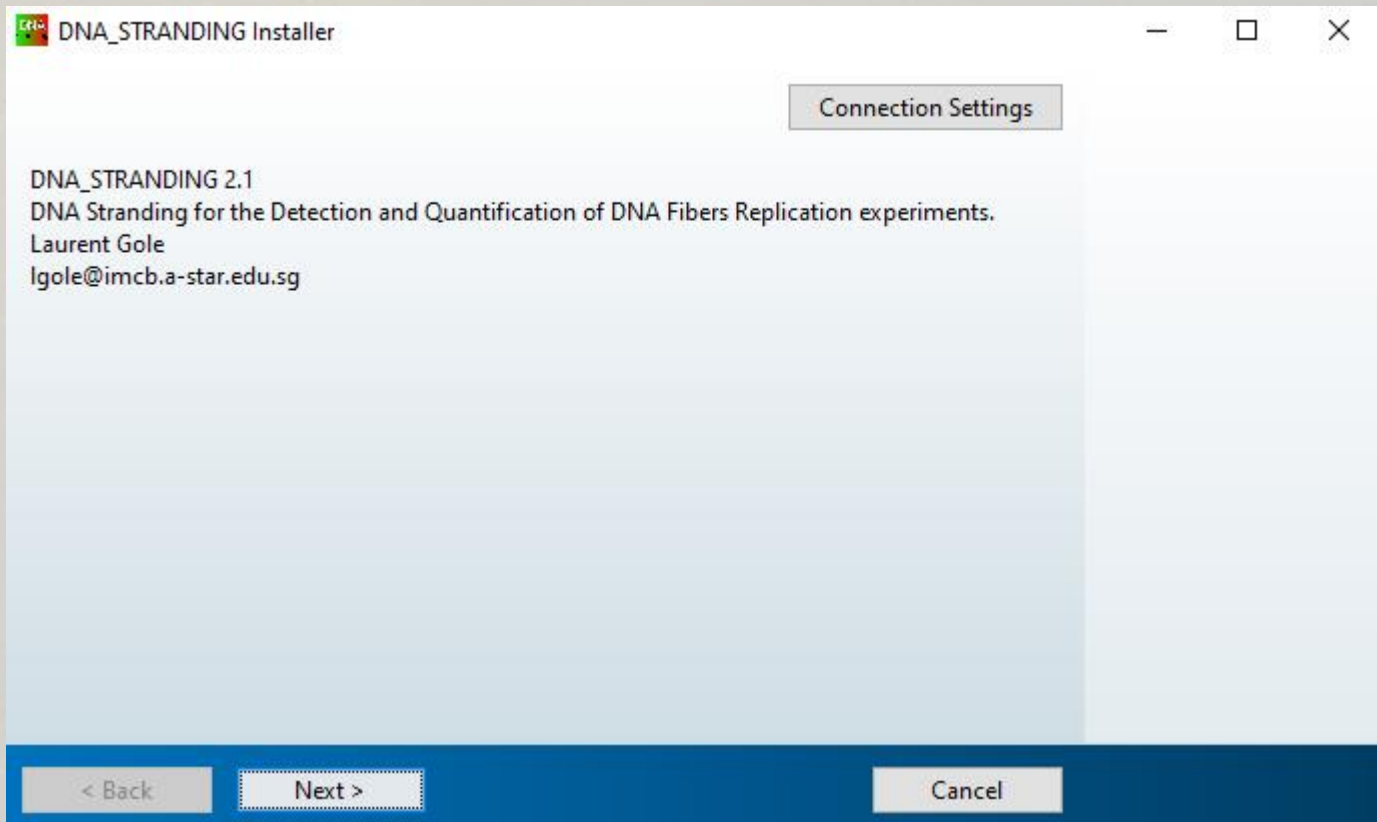 DNA_STRANDING Installer
Connection Settings
DNA_STRANDING 2.1
DNA Stranding for the Detection and Quantification of DNA Fibers Replication experiments.
Laurent Gole
lgole@imcb.a-star.edu.sg
< Back
Next >
Cancel